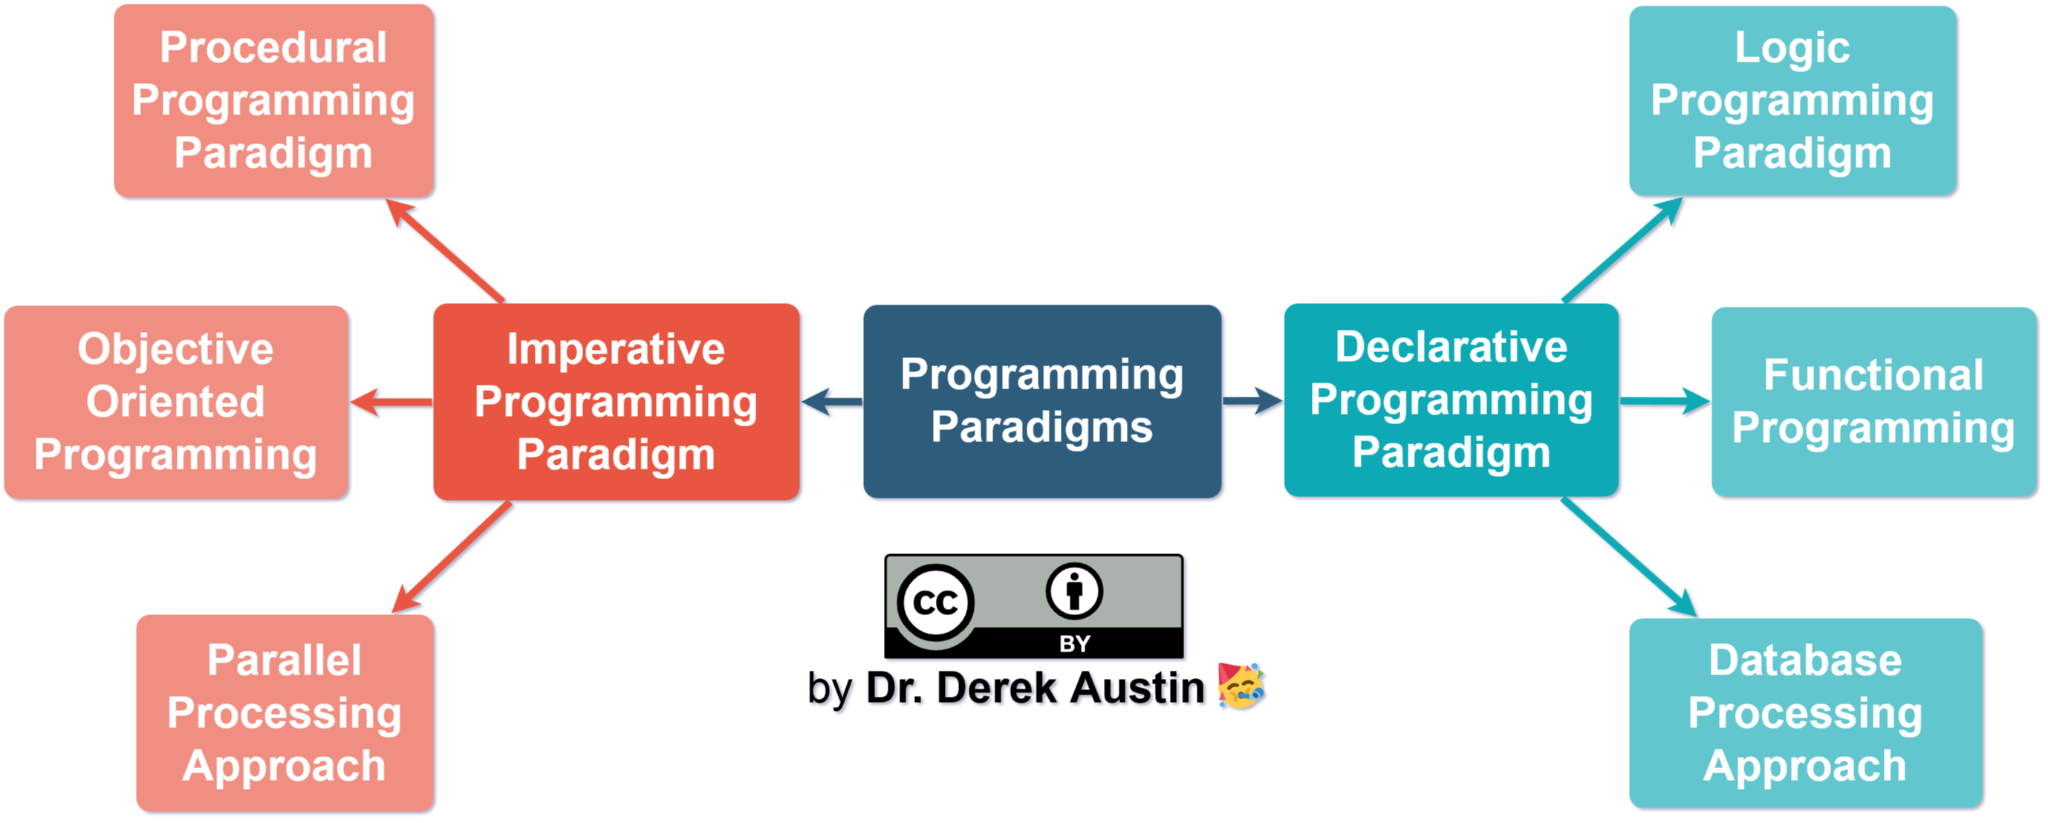 Procedural
Programming
Paradigm
Logic
Programming
Paradigm
Objective
Oriented
Programming
Imperative
Programming
Paradigm
Programming
Paradigms
Declarative
Programming
Paradigm
Functional
Programming
Parallel
Processing
Approach
cc
BY
by Dr. Derek Austin 🥳
Database
Processing
Approach